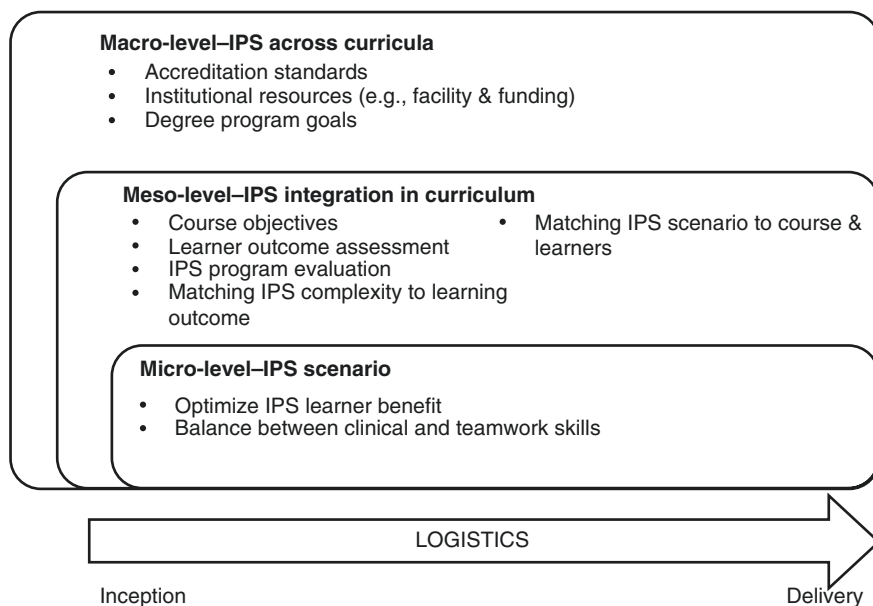 Macro-level–IPS across curricula
• Accreditation standards
• Institutional resources (e.g., facility & funding)
• Degree program goals
Meso-level–IPS integration in curriculum
• Course objectives
• Learner outcome assessment
• IPS program evaluation
• Matching IPS complexity to learning
outcome
• Matching IPS scenario to course &
learners
Micro-level–IPS scenario
• Optimize IPS learner benefit
• Balance between clinical and teamwork skills
LOGISTICS
Inception
Delivery